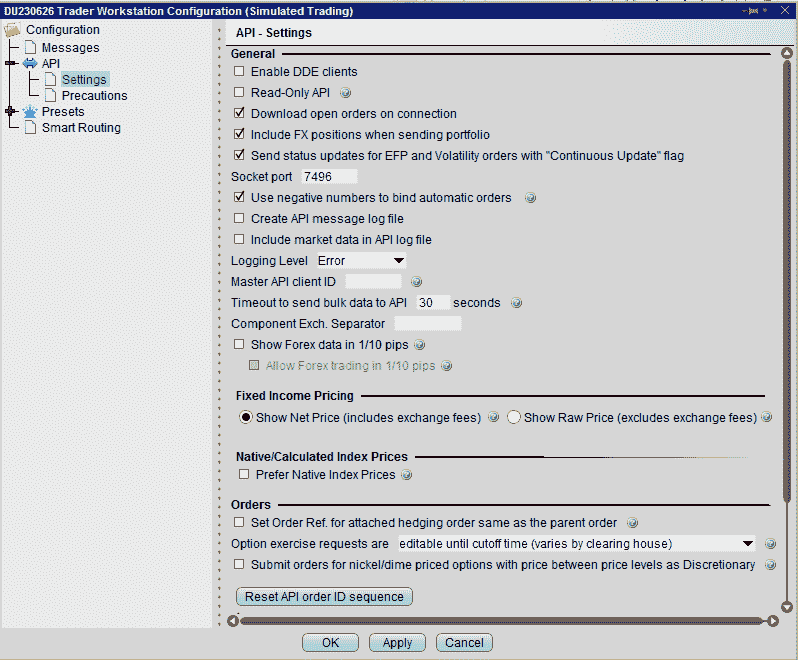 DU230626 Trader Workstation Configuration (Simulated Trading)
Configuration
Messages
API
Settings
Precautions
Presets
Smart Routing
API - Settings
General
Enable DDE clients
Read-Only API
Download open orders on connection
Include FX positions when sending portfolio
Send status updates for EFP and Volatility orders with "Continuous Update" flag
Socket port 7496
Use negative numbers to bind automatic orders
Create API message log file
Include market data in API log file
Logging Level Error
Master API client ID
Timeout to send bulk data to API 30 seconds
Component Exch. Separator
Show Forex data in 1/10 pips
Allow Forex trading in 1/10 pips
Fixed Income Pricing
Show Net Price (includes exchange fees) Show Raw Price (excludes exchange fees)
Native/Calculated Index Prices
Prefer Native Index Prices
Orders
Set Order Ref. for attached hedging order same as the parent order
Option exercise requests are editable until cutoff time (varies by clearing house)
Submit orders for nickel/dime priced options with price between price levels as Discretionary
Reset API order ID sequence
OK Apply Cancel